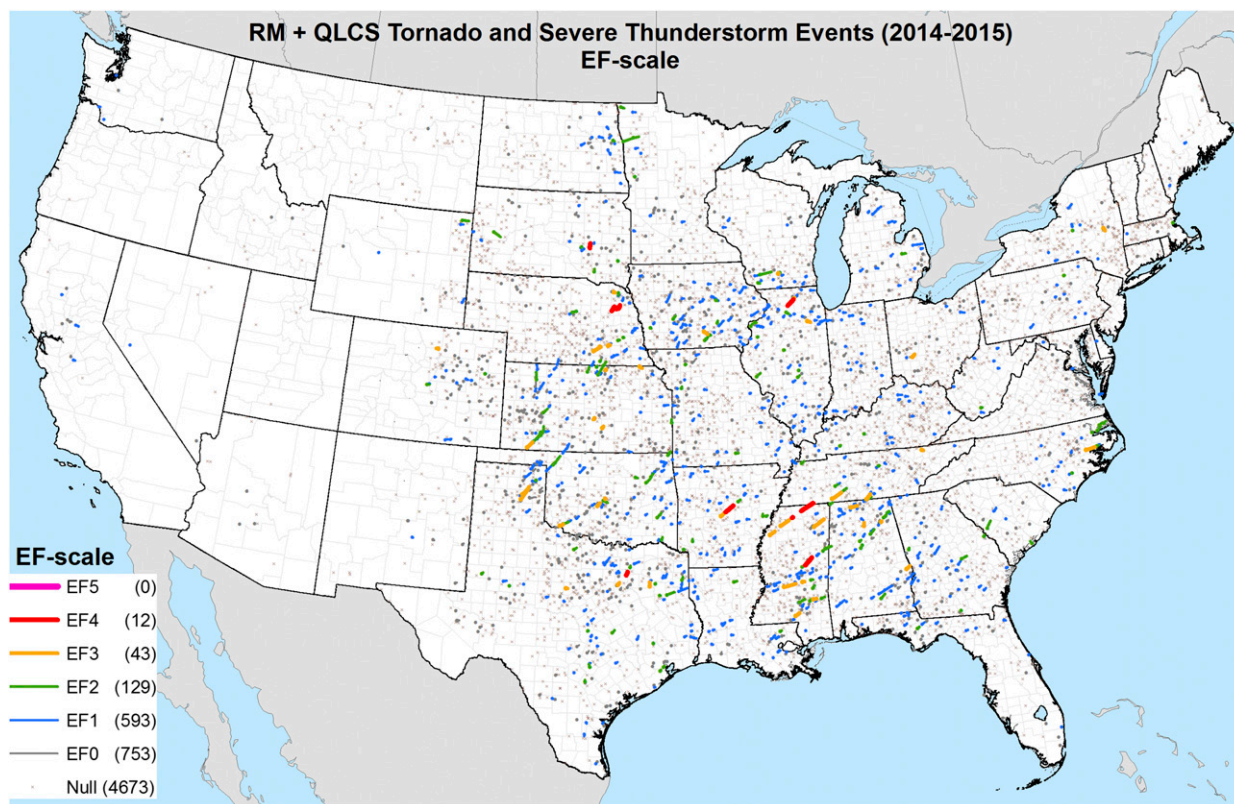 RM + QLCS Tornado and Severe Thunderstorm Events (2014-2015)
EF-scale
EF-scale
EF5 (0)
EF4 (12)
EF3 (43)
EF2 (129)
EF1 (593)
EF0 (753)
Null (4673)